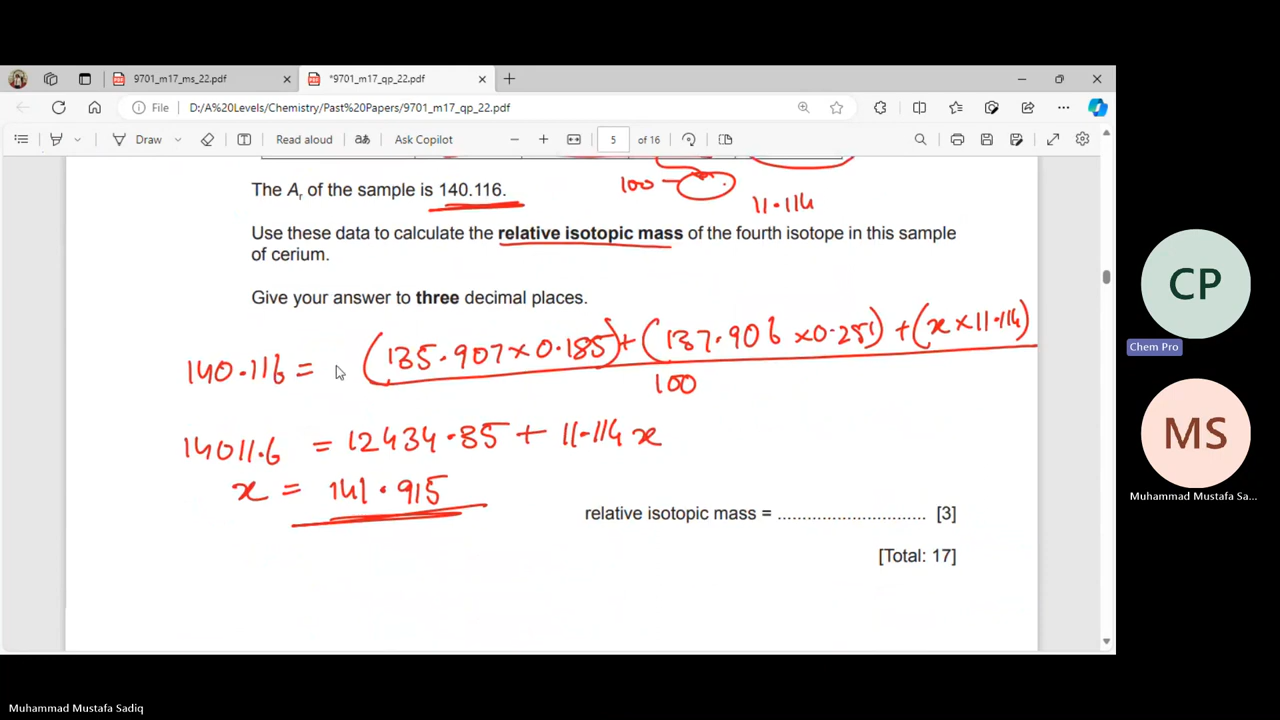 9701_m17_ms_22.pdf
*9701_m17_qp_22.pdf
File
D:/A%20Levels/Chemistry/Past%20Papers/9701_m17_qp_22.pdf
Draw
Read aloud
Ask Copilot
5
of 16
The Ar of the sample is 140.116.
100
11.114
Use these data to calculate the relative isotopic mass of the fourth isotope in this sample
of cerium.
Give your answer to three decimal places.
140.116 = (135.907×0.185)+(137.906×0.251)+(x×11.114)
100
14011.6 = 12434.85 + 11.114 x
x = 141.915
relative isotopic mass = ............................. [3]
[Total: 17]
CP
Chem Pro
MS
Muhammad Mustafa Sa...
Muhammad Mustafa Sadiq